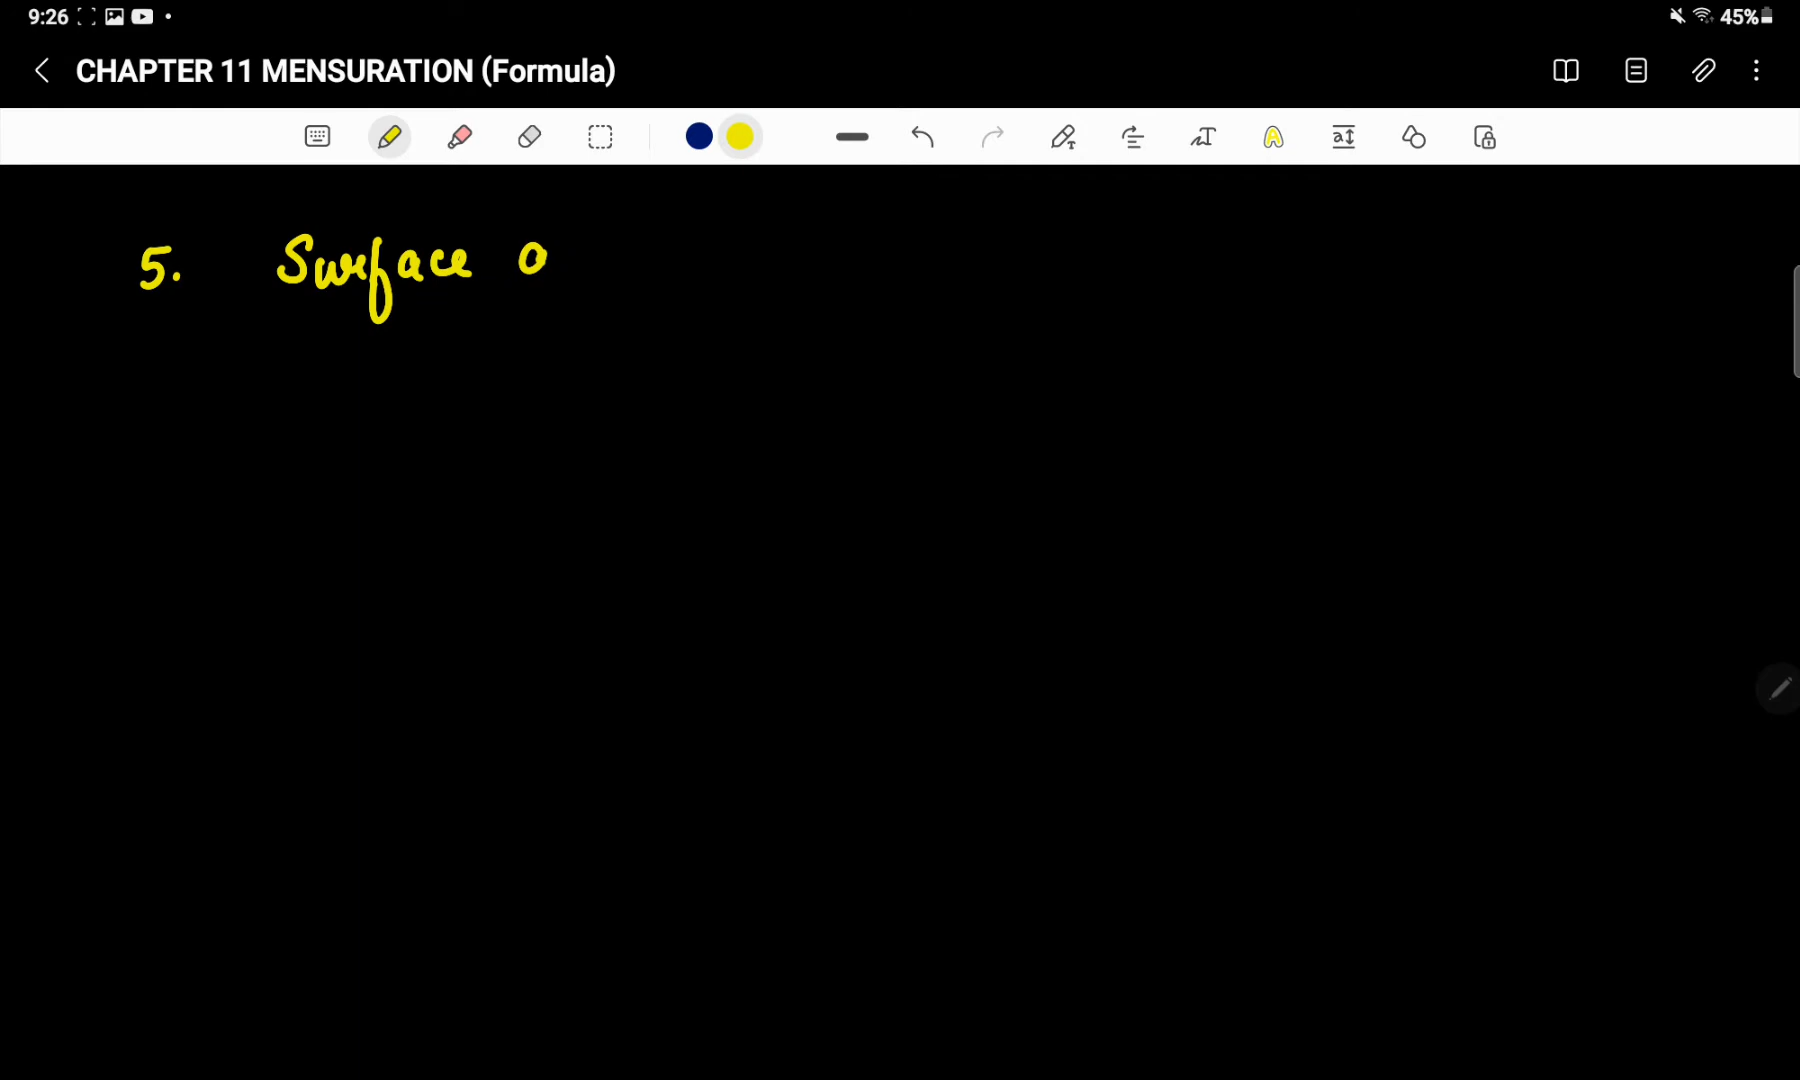 9:26
45%
CHAPTER 11 MENSURATION (Formula)
5. Surface o